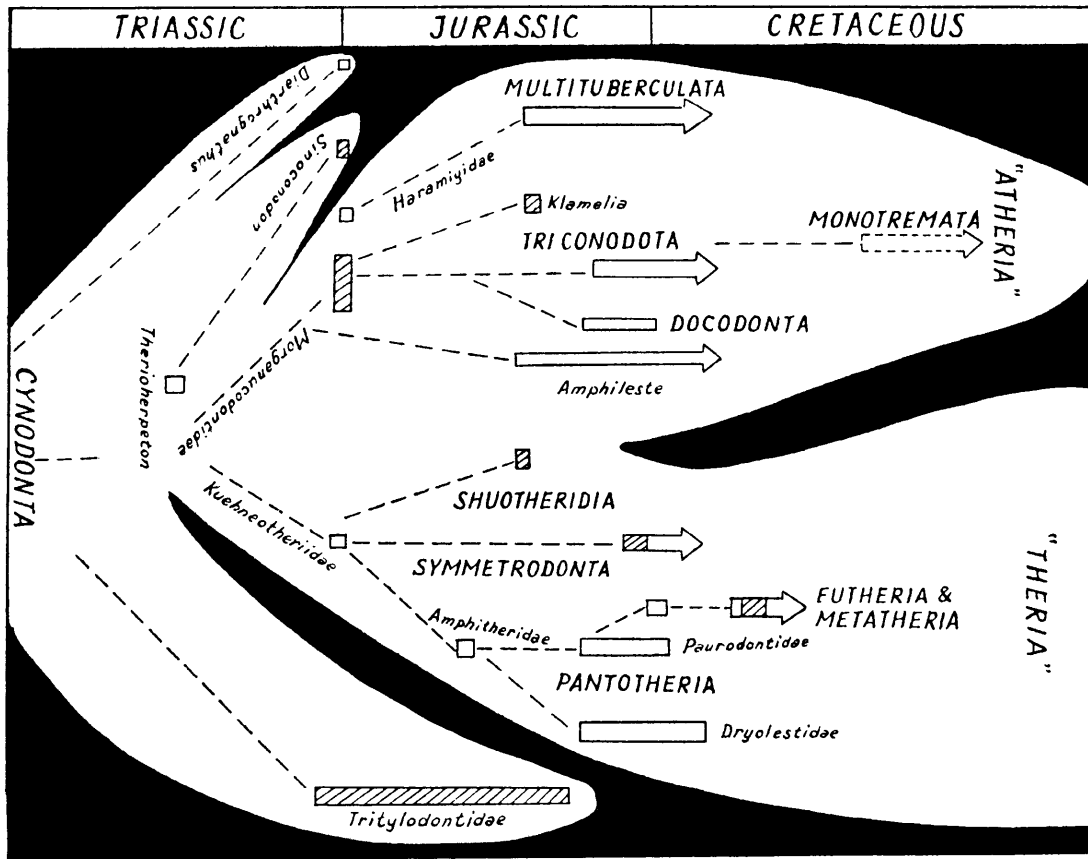 TRIASSIC
JURASSIC
CRETACEOUS
Diarthrognathus
Sinoconodon
MULTITUBERCULATA
Haramiyidae
Klamelia
TRICONODOTA
MONOTREMATA
"ATHERIA"
DOCODONTA
Amphileste
Therioherpeton
Morganucodontidae
CYNODONTA
Kuehneotheriidae
SHUOTHERIDIA
SYMMETRODONTA
FUTHERIA &
METATHERIA
"THERIA"
Amphitheridae
Paurodontidae
PANTOTHERIA
Dryolestidae
Tritylodontidae